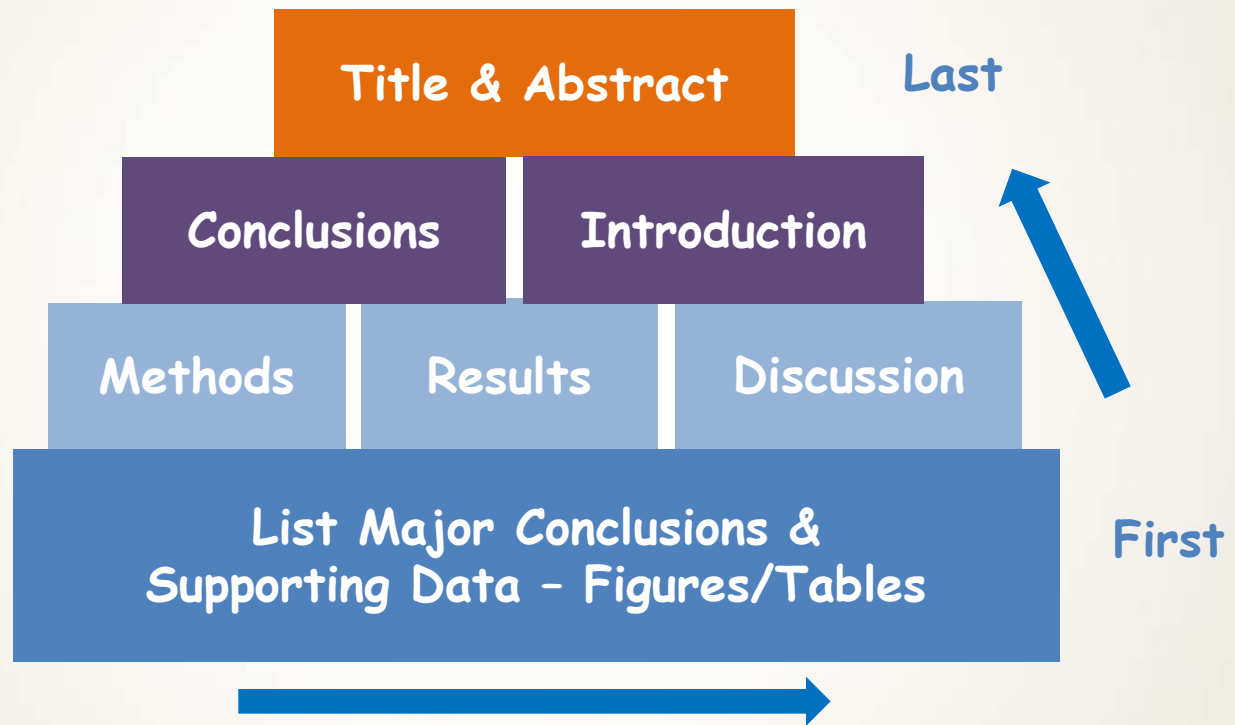 Title & Abstract
Last
Conclusions
Introduction
Methods
Results
Discussion
List Major Conclusions &
Supporting Data – Figures/Tables
First